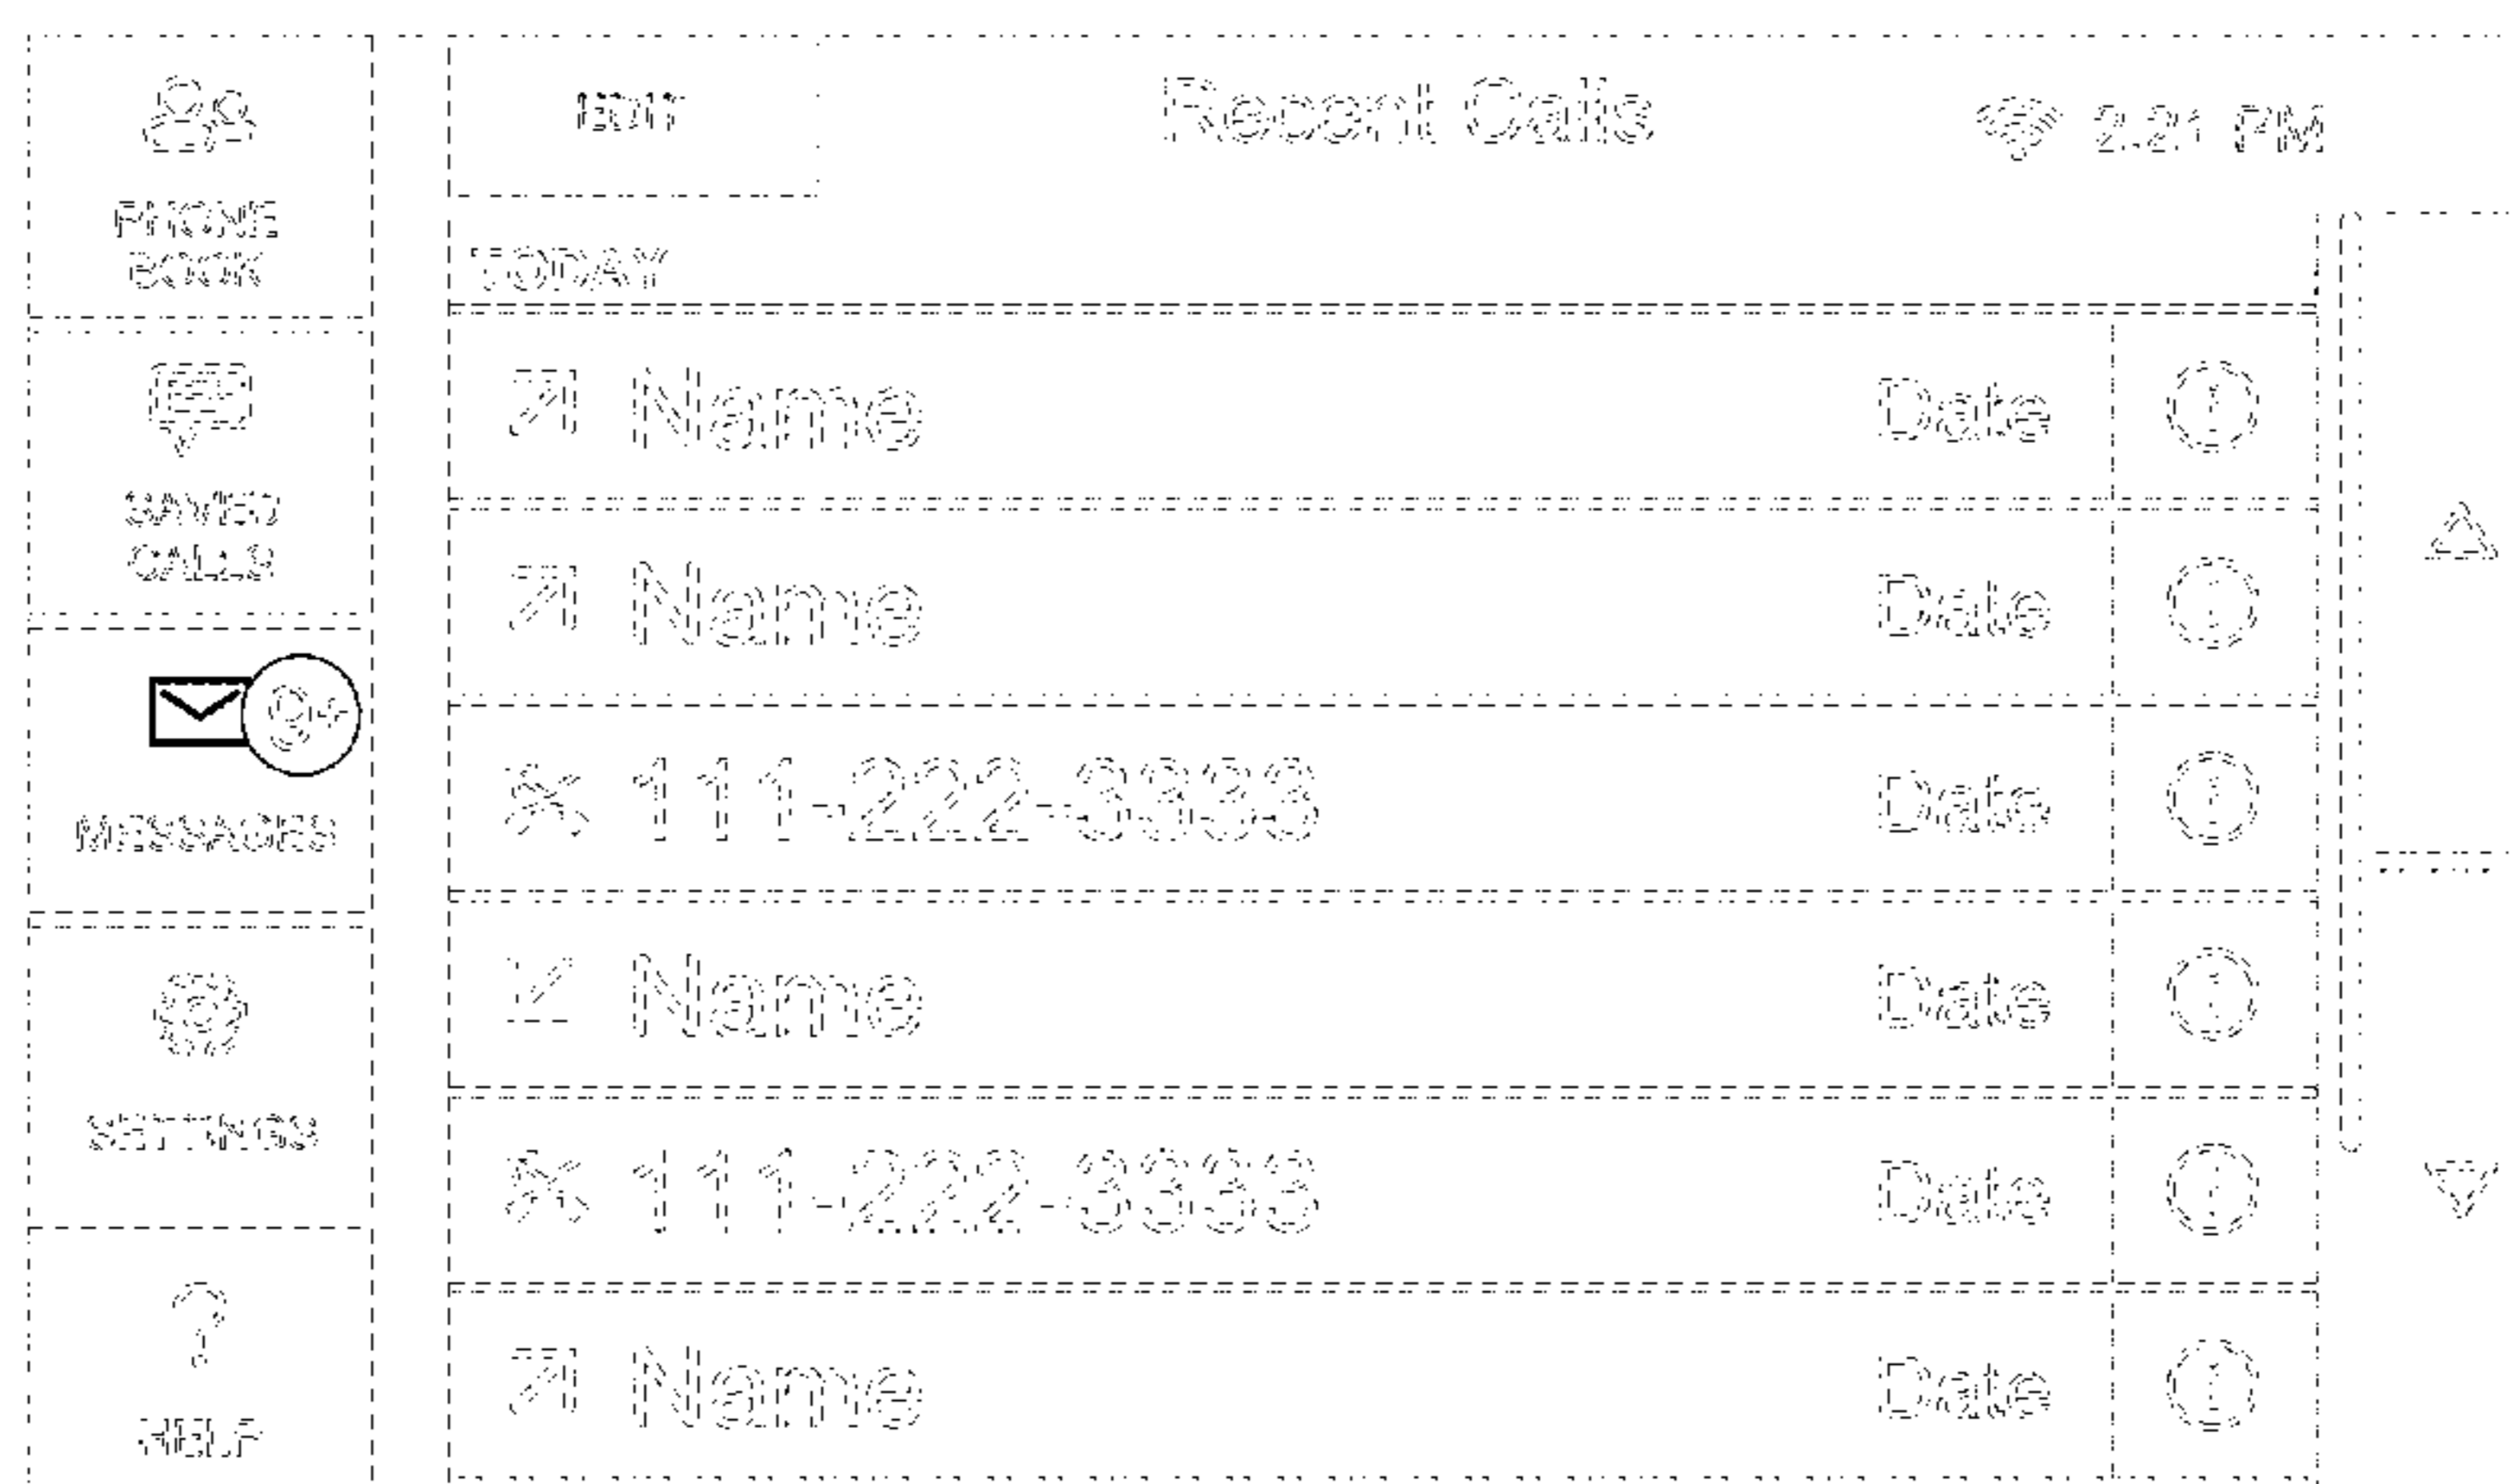 EDIT
Recent Calls
2:21 PM
PHONE
BOOK
TODAY
Name Date i
SAVED
CALLS
Name Date i
9+
MESSAGES
111-222-3333 Date i
Name Date i
SETTINGS
111-222-3333 Date i
?
HELP
Name Date i